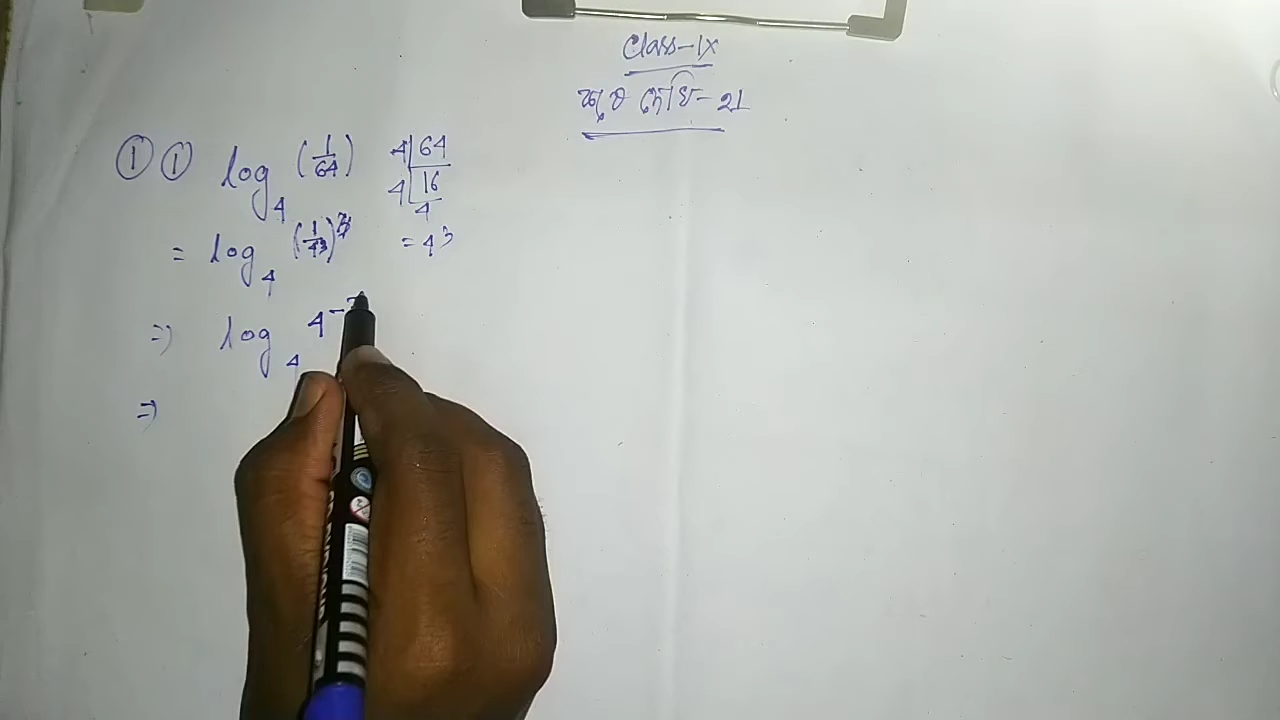 Class-IX
কষে দেখি-21
① ① log₄ (1/64)
4|64
4|16
4
= log₄ (1/4³)
= 4³
⇒ log₄ 4⁻
⇒